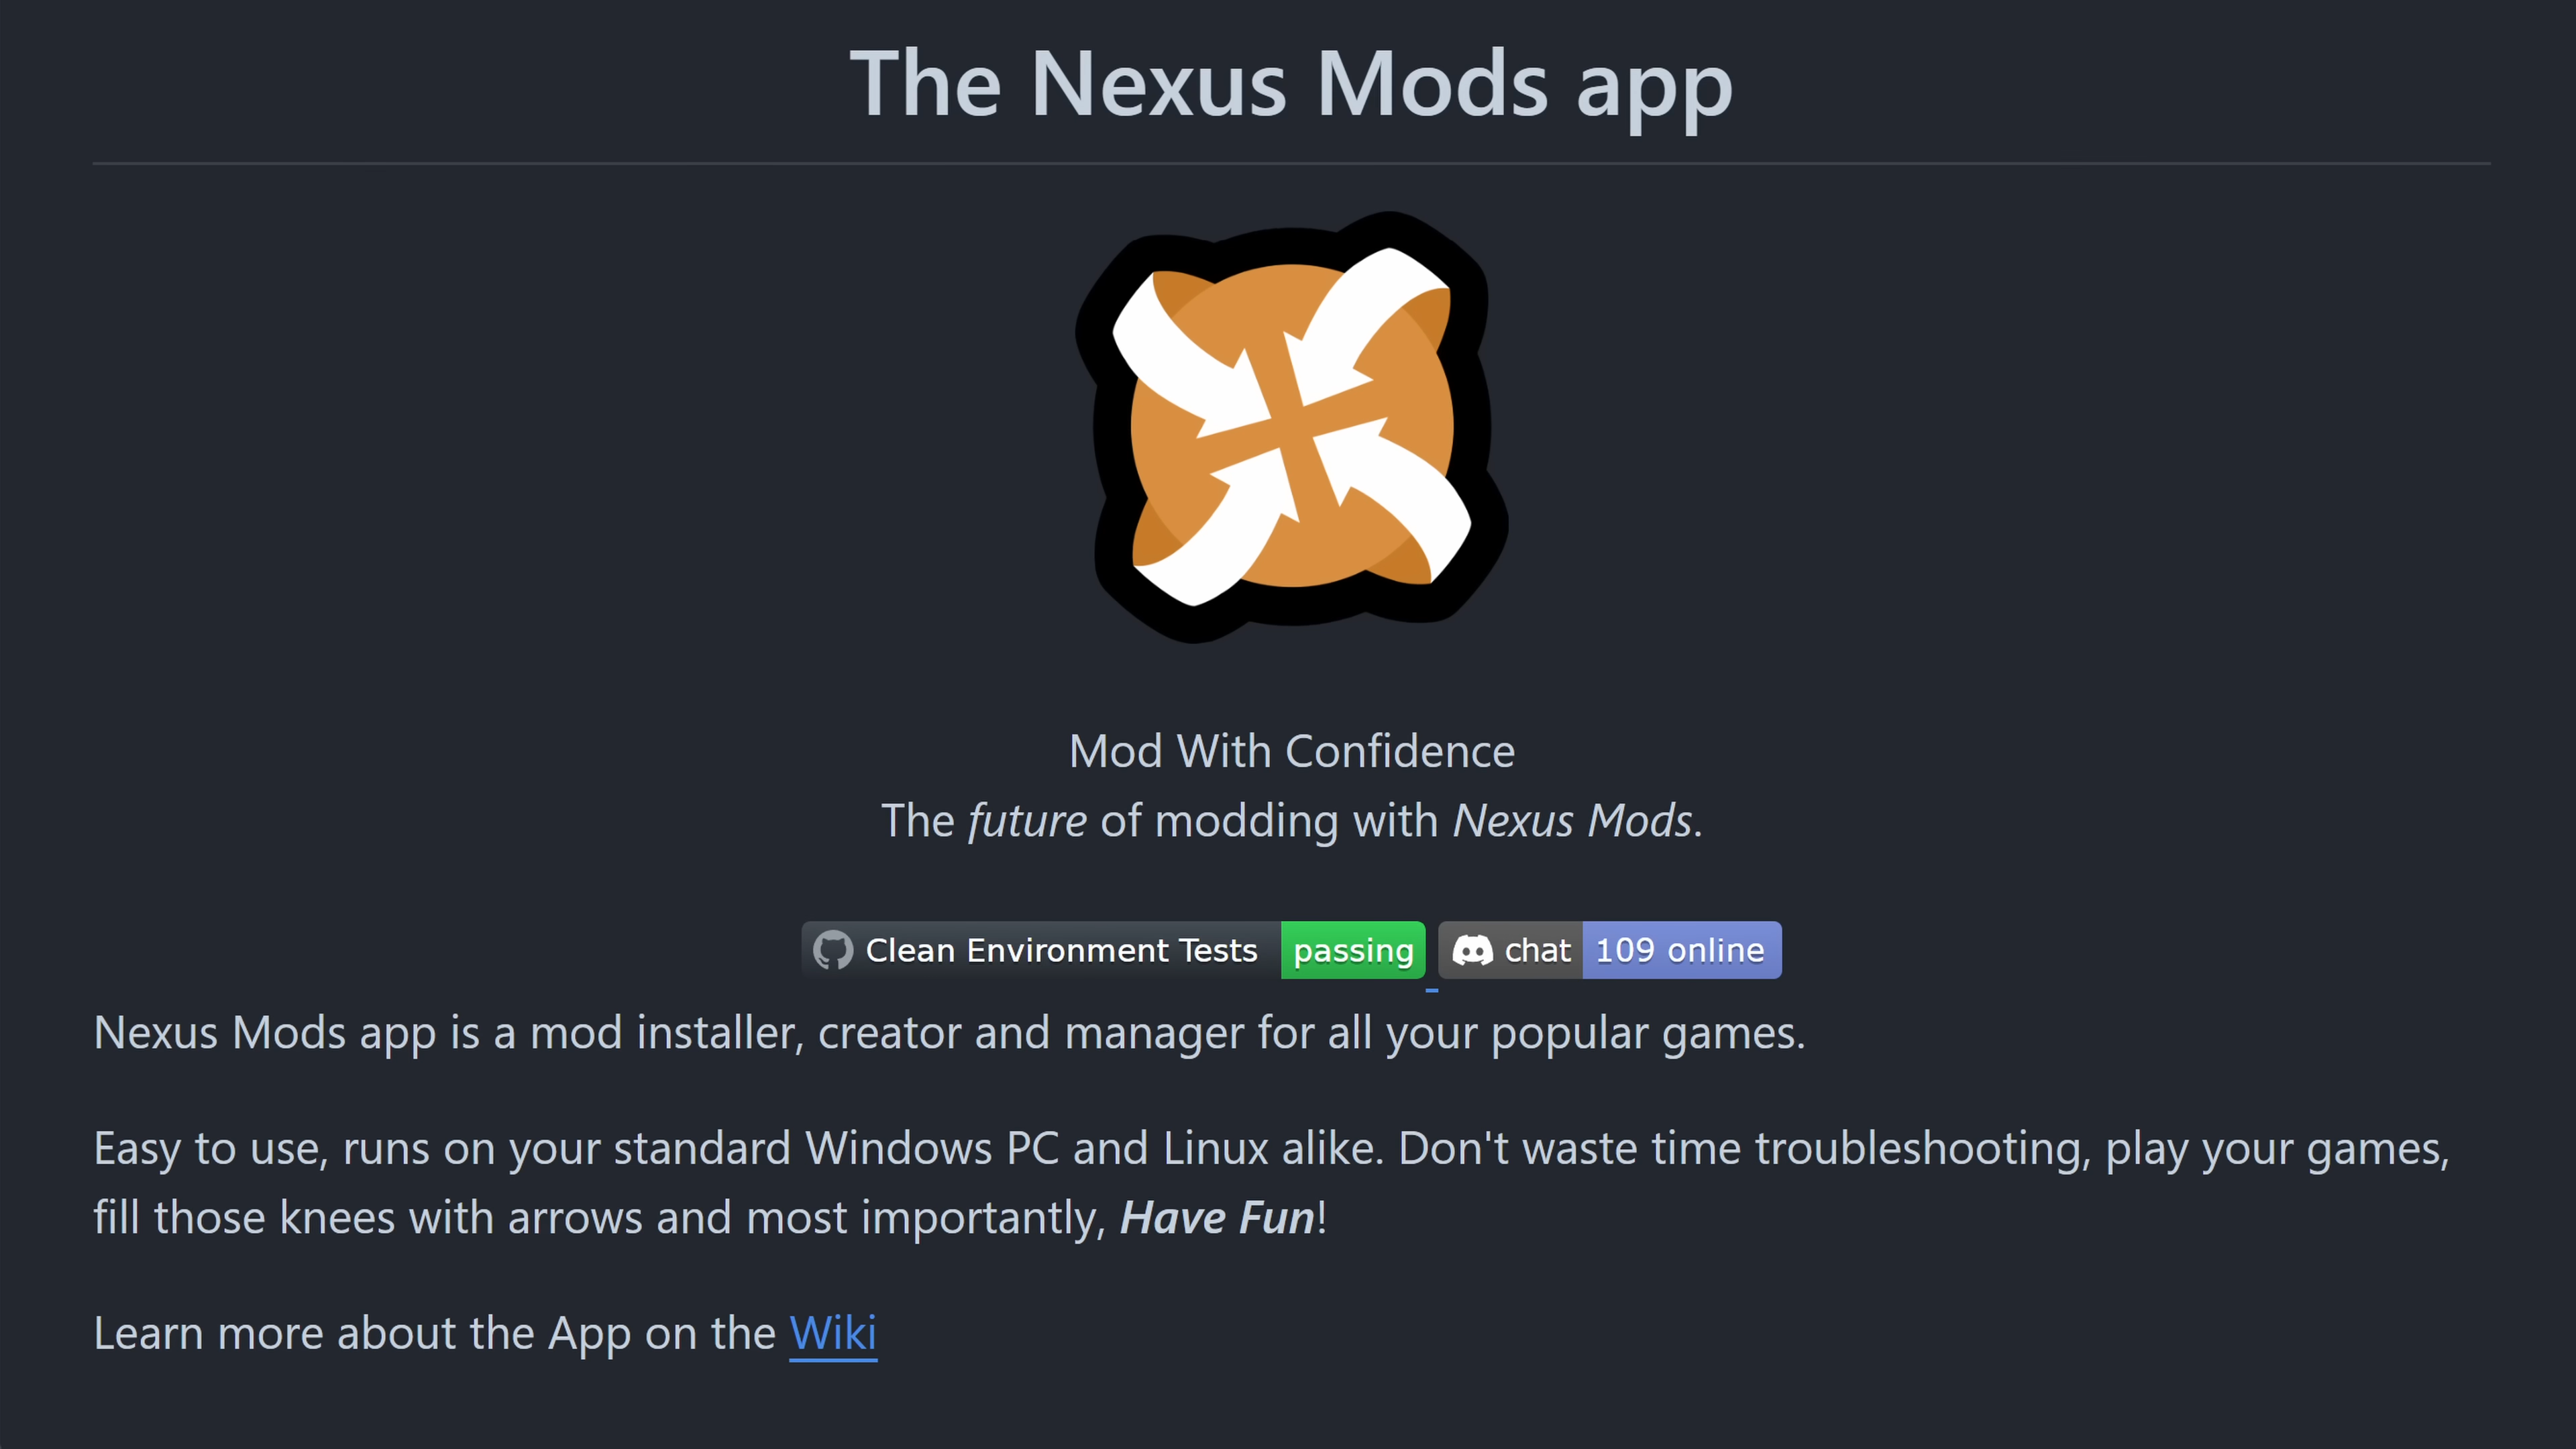 The Nexus Mods app
Mod With Confidence
The future of modding with Nexus Mods.
Clean Environment Tests passing chat 109 online
Nexus Mods app is a mod installer, creator and manager for all your popular games.
Easy to use, runs on your standard Windows PC and Linux alike. Don't waste time troubleshooting, play your games,
fill those knees with arrows and most importantly, Have Fun!
Learn more about the App on the Wiki